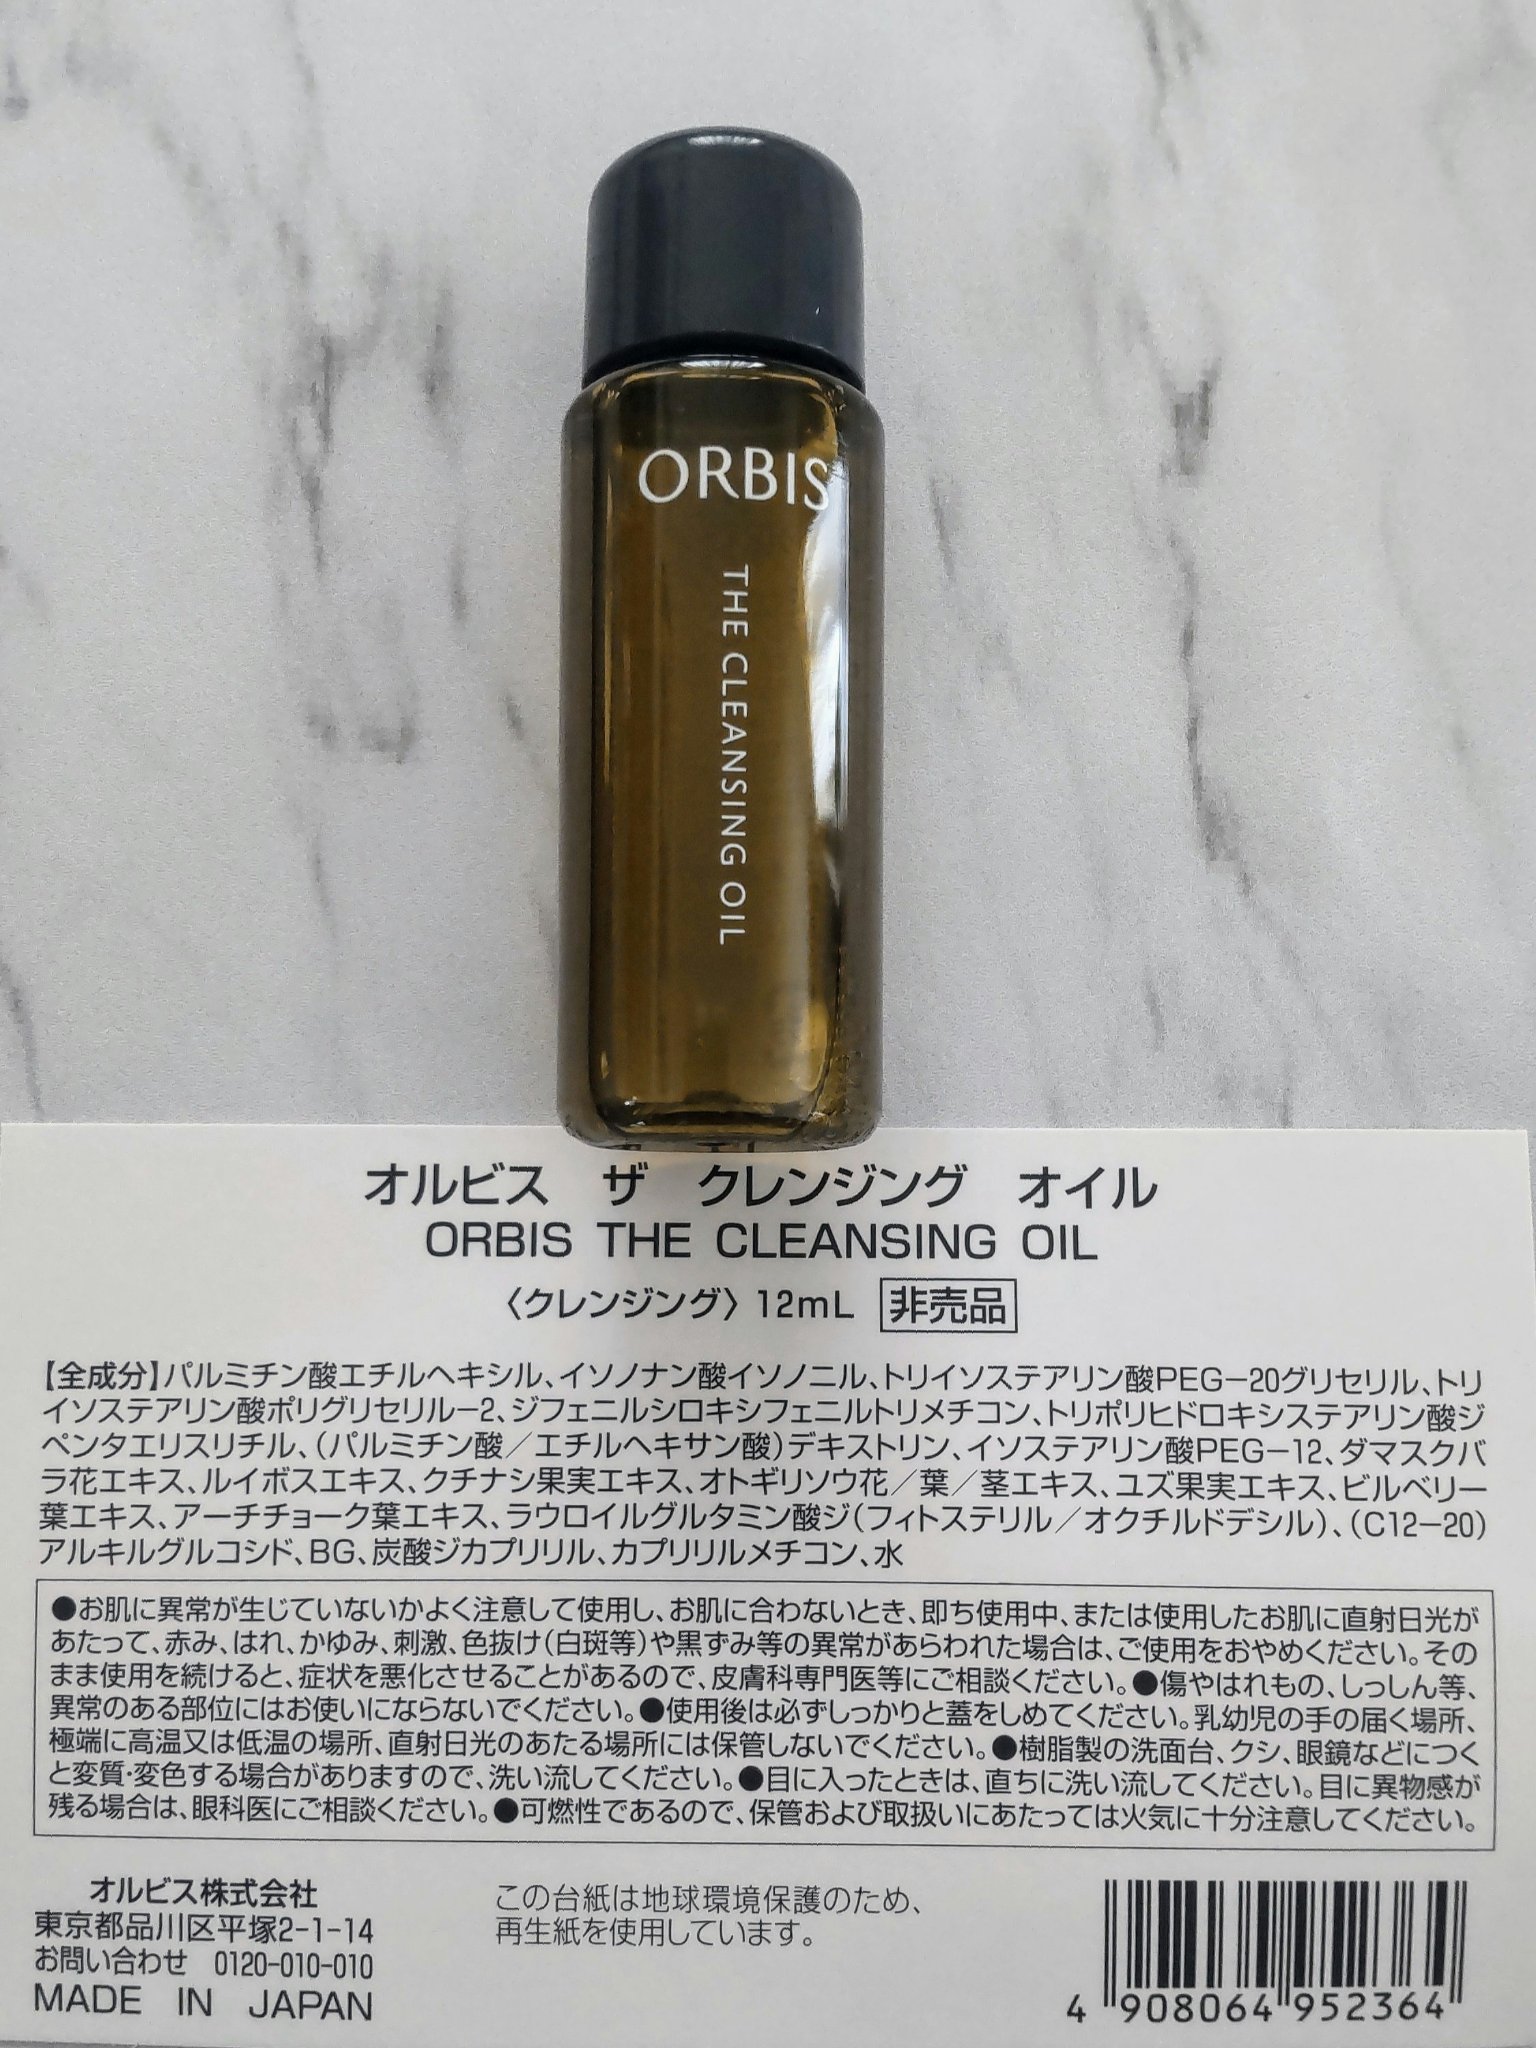 ORBIS
THE CLEANSING OIL
オルビス ザ クレンジング オイル
ORBIS THE CLEANSING OIL
〈クレンジング〉 12mL 非売品
【全成分】パルミチン酸エチルヘキシル、イソノナン酸イソノニル、トリイソステアリン酸PEG−20グリセリル、トリ
イソステアリン酸ポリグリセリル−2、ジフェニルシロキシフェニルトリメチコン、トリポリヒドロキシステアリン酸ジ
ペンタエリスリチル、(パルミチン酸／エチルヘキサン酸)デキストリン、イソステアリン酸PEG−12、ダマスクバ
ラ花エキス、ルイボスエキス、クチナシ果実エキス、オトギリソウ花／葉／茎エキス、ユズ果実エキス、ビルベリー
葉エキス、アーチチョーク葉エキス、ラウロイルグルタミン酸ジ(フィトステリル／オクチルドデシル)、(C12−20)
アルキルグルコシド、BG、炭酸ジカプリリル、カプリリルメチコン、水
●お肌に異常が生じていないかよく注意して使用し、お肌に合わないとき、即ち使用中、または使用したお肌に直射日光が
あたって、赤み、はれ、かゆみ、刺激、色抜け(白斑等)や黒ずみ等の異常があらわれた場合は、ご使用をおやめください。その
まま使用を続けると、症状を悪化させることがあるので、皮膚科専門医等にご相談ください。●傷やはれもの、しっしん等、
異常のある部位にはお使いにならないでください。●使用後は必ずしっかりと蓋をしめてください。乳幼児の手の届く場所、
極端に高温又は低温の場所、直射日光のあたる場所には保管しないでください。●樹脂製の洗面台、クシ、眼鏡などにつく
と変質・変色する場合がありますので、洗い流してください。●目に入ったときは、直ちに洗い流してください。目に異物感が
残る場合は、眼科医にご相談ください。●可燃性であるので、保管および取扱いにあたっては火気に十分注意してください。
オルビス株式会社
東京都品川区平塚2-1-14
お問い合わせ 0120-010-010
MADE IN JAPAN
この台紙は地球環境保護のため、
再生紙を使用しています。
4 908064 952364